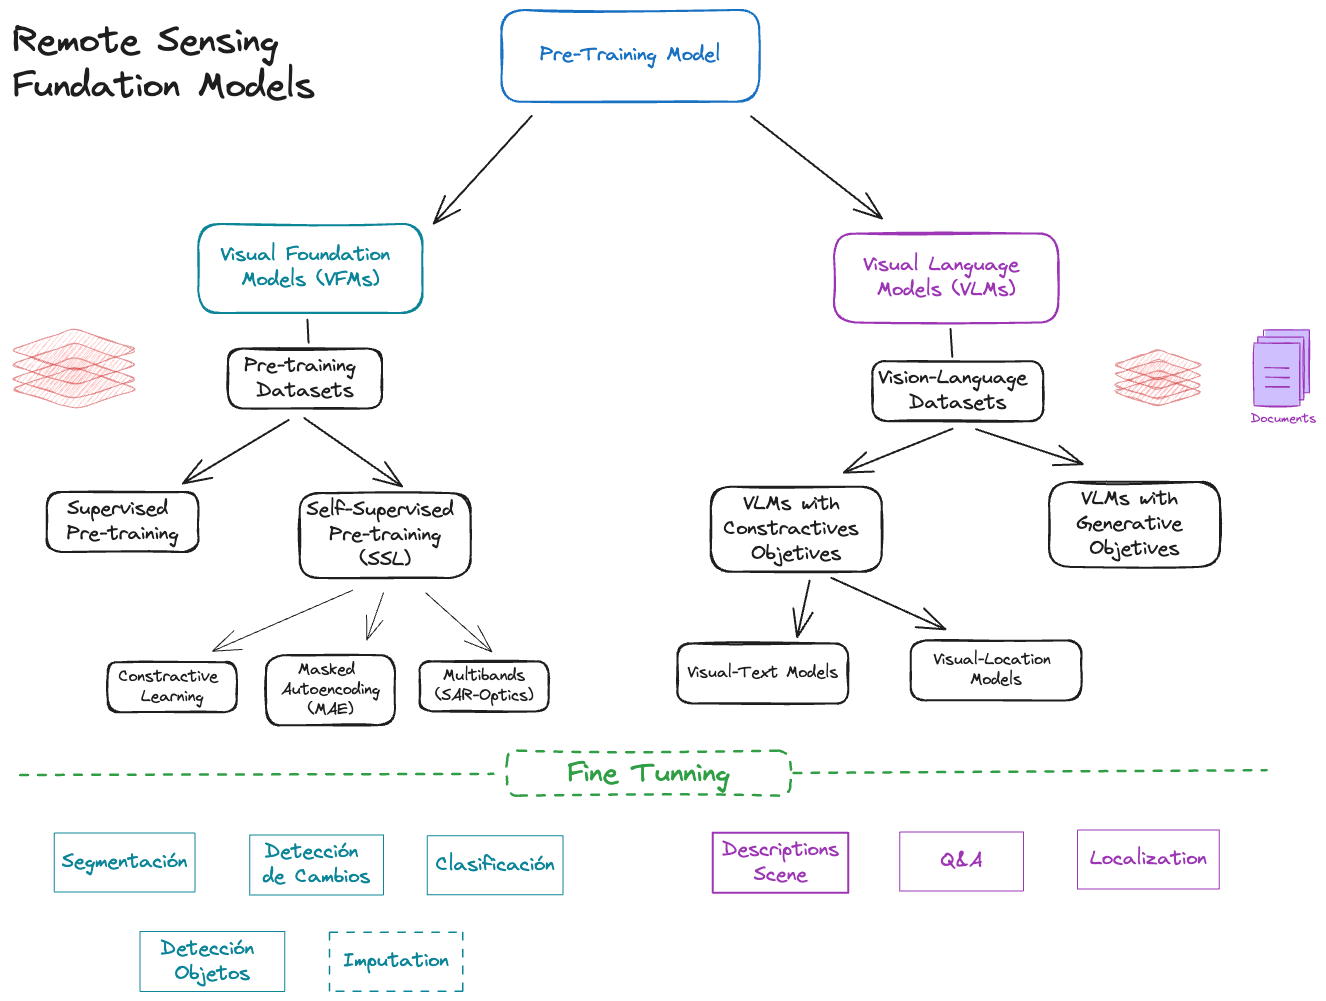 Remote Sensing
Fundation Models
Pre-Training Model
Visual Foundation
Models (VFMs)
Visual Language
Models (VLMs)
Pre-training
Datasets
Vision-Language
Datasets
Documents
Supervised
Pre-training
Self-Supervised
Pre-training
(SSL)
VLMs with
Constractives
Objetives
VLMs with
Generative
Objetives
Constractive
Learning
Masked
Autoencoding
(MAE)
Multibands
(SAR-Optics)
Visual-Text Models
Visual-Location
Models
Fine Tunning
Segmentación
Detección
de Cambios
Clasificación
Descriptions
Scene
Q&A
Localization
Detección
Objetos
Imputation